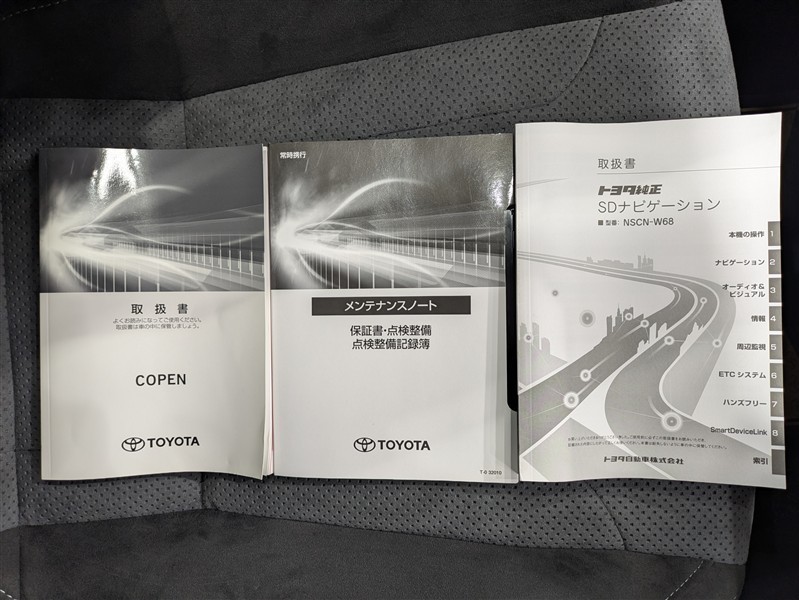 取扱書
よくお読みになってご使用ください。
取扱書は車の中に保管しましょう。
COPEN
TOYOTA
常時携行
メンテナンスノート
保証書・点検整備
点検整備記録簿
TOYOTA
取扱書
トヨタ純正
SDナビゲーション
型番: NSCN-W68
本機の操作 1
ナビゲーション 2
オーディオ&
ビジュアル 3
情報 4
周辺監視 5
ETC システム 6
ハンズフリー 7
SmartDeviceLink 8
索引
トヨタ自動車株式会社